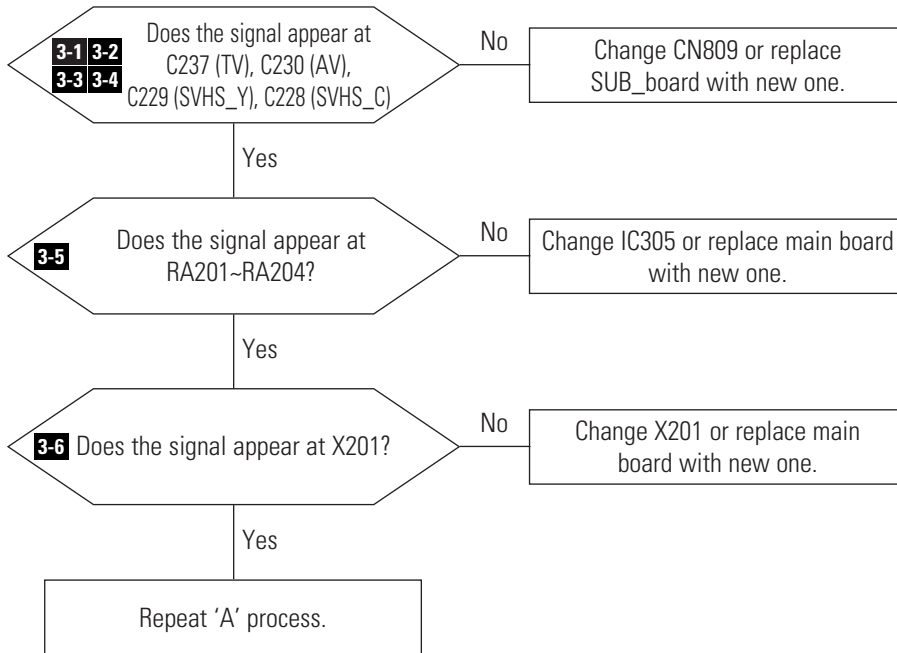 3-1 3-2
3-3 3-4
Does the signal appear at
C237 (TV), C230 (AV),
C229 (SVHS_Y), C228 (SVHS_C)
No
Change CN809 or replace
SUB_board with new one.
Yes
3-5
Does the signal appear at
RA201~RA204?
No
Change IC305 or replace main board
with new one.
Yes
3-6 Does the signal appear at X201?
No
Change X201 or replace main
board with new one.
Yes
Repeat ‘A’ process.